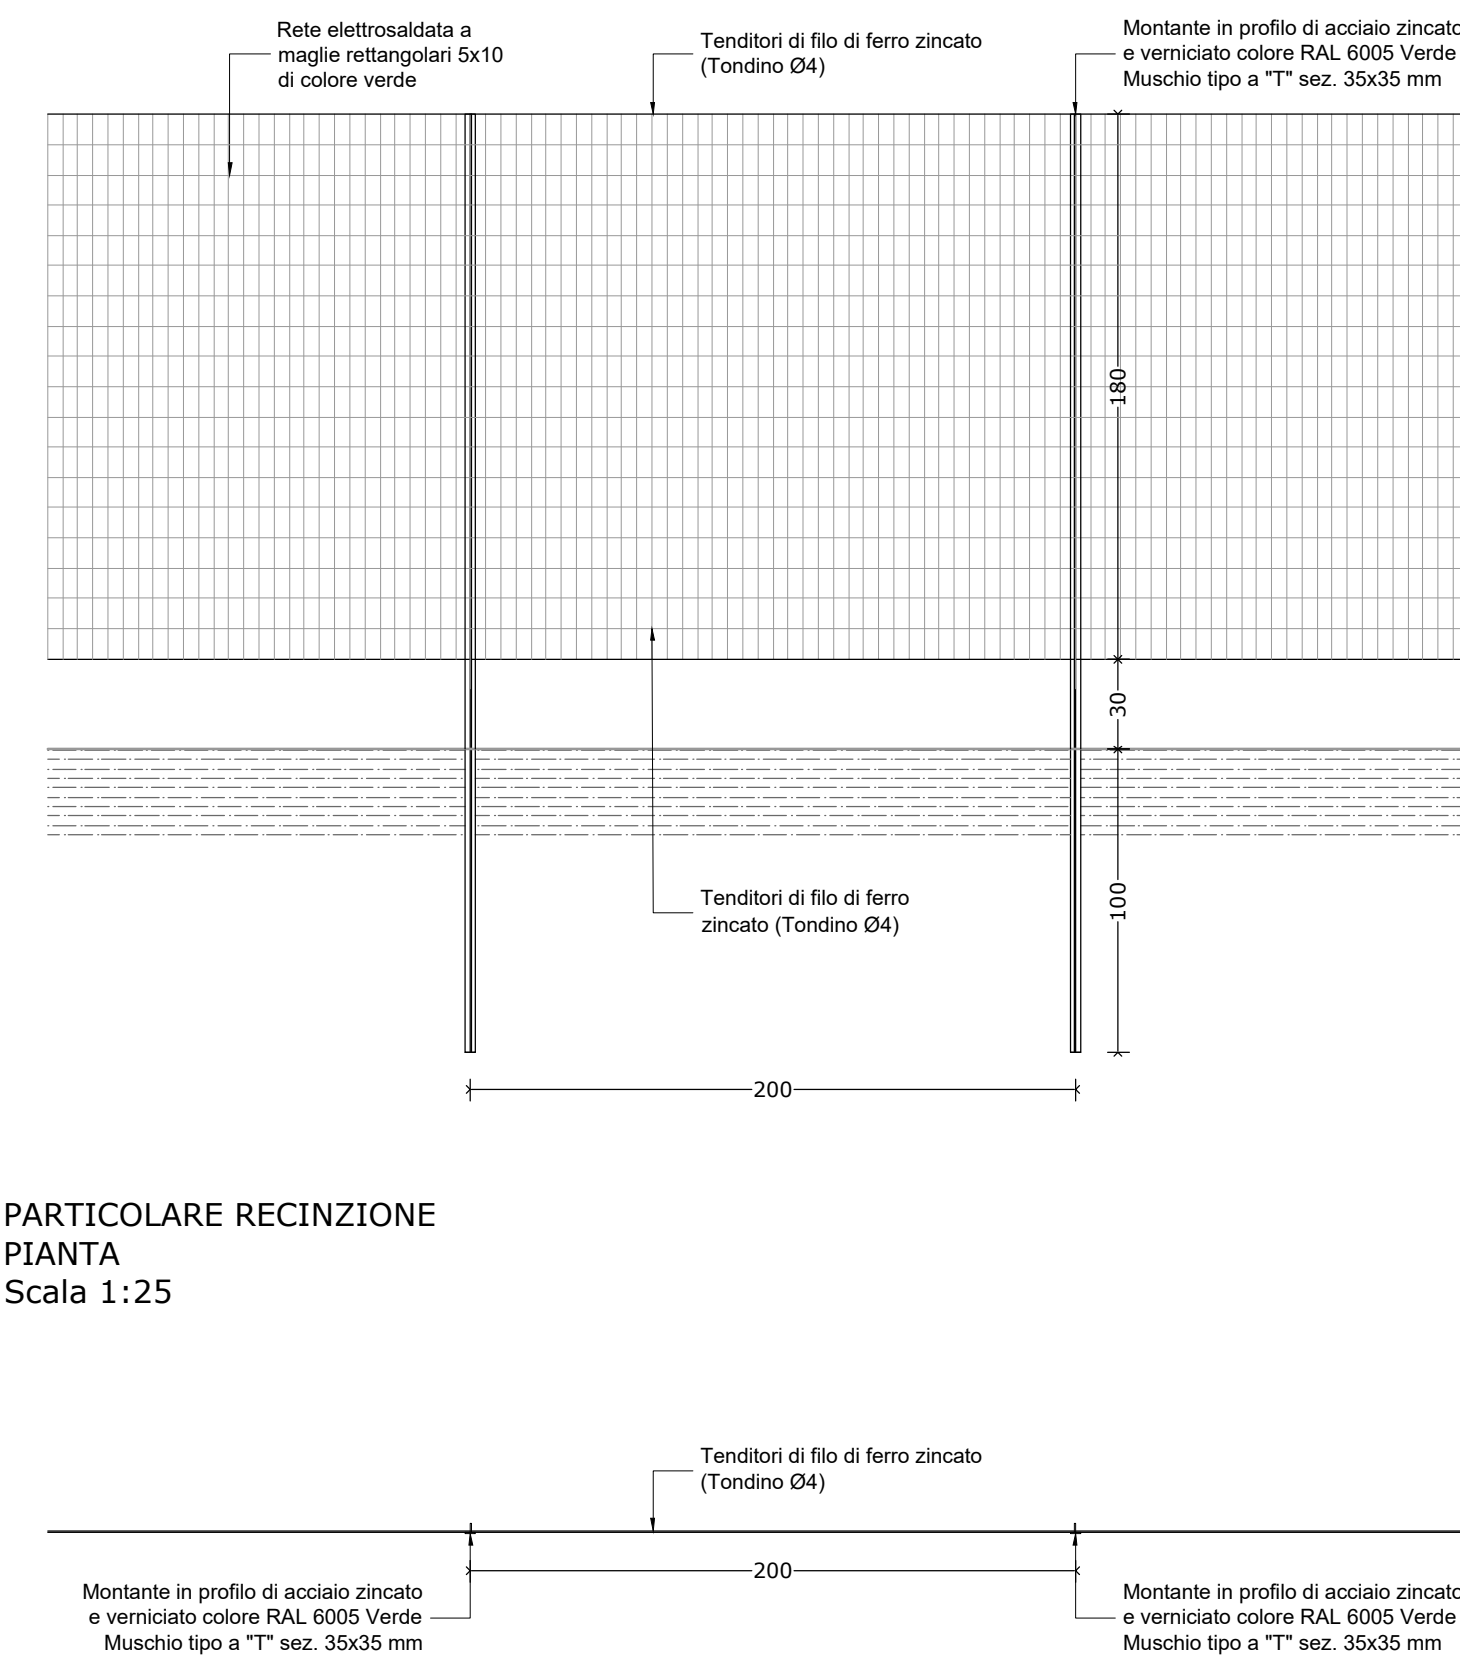 Rete elettrosaldata a
maglie rettangolari 5x10
di colore verde
Tenditori di filo di ferro zincato
(Tondino Ø4)
Montante in profilo di acciaio zincato
e verniciato colore RAL 6005 Verde
Muschio tipo a "T" sez. 35x35 mm
180
30
100
Tenditori di filo di ferro
zincato (Tondino Ø4)
200
PARTICOLARE RECINZIONE
PIANTA
Scala 1:25
Tenditori di filo di ferro zincato
(Tondino Ø4)
200
Montante in profilo di acciaio zincato
e verniciato colore RAL 6005 Verde
Muschio tipo a "T" sez. 35x35 mm
Montante in profilo di acciaio zincato
e verniciato colore RAL 6005 Verde
Muschio tipo a "T" sez. 35x35 mm